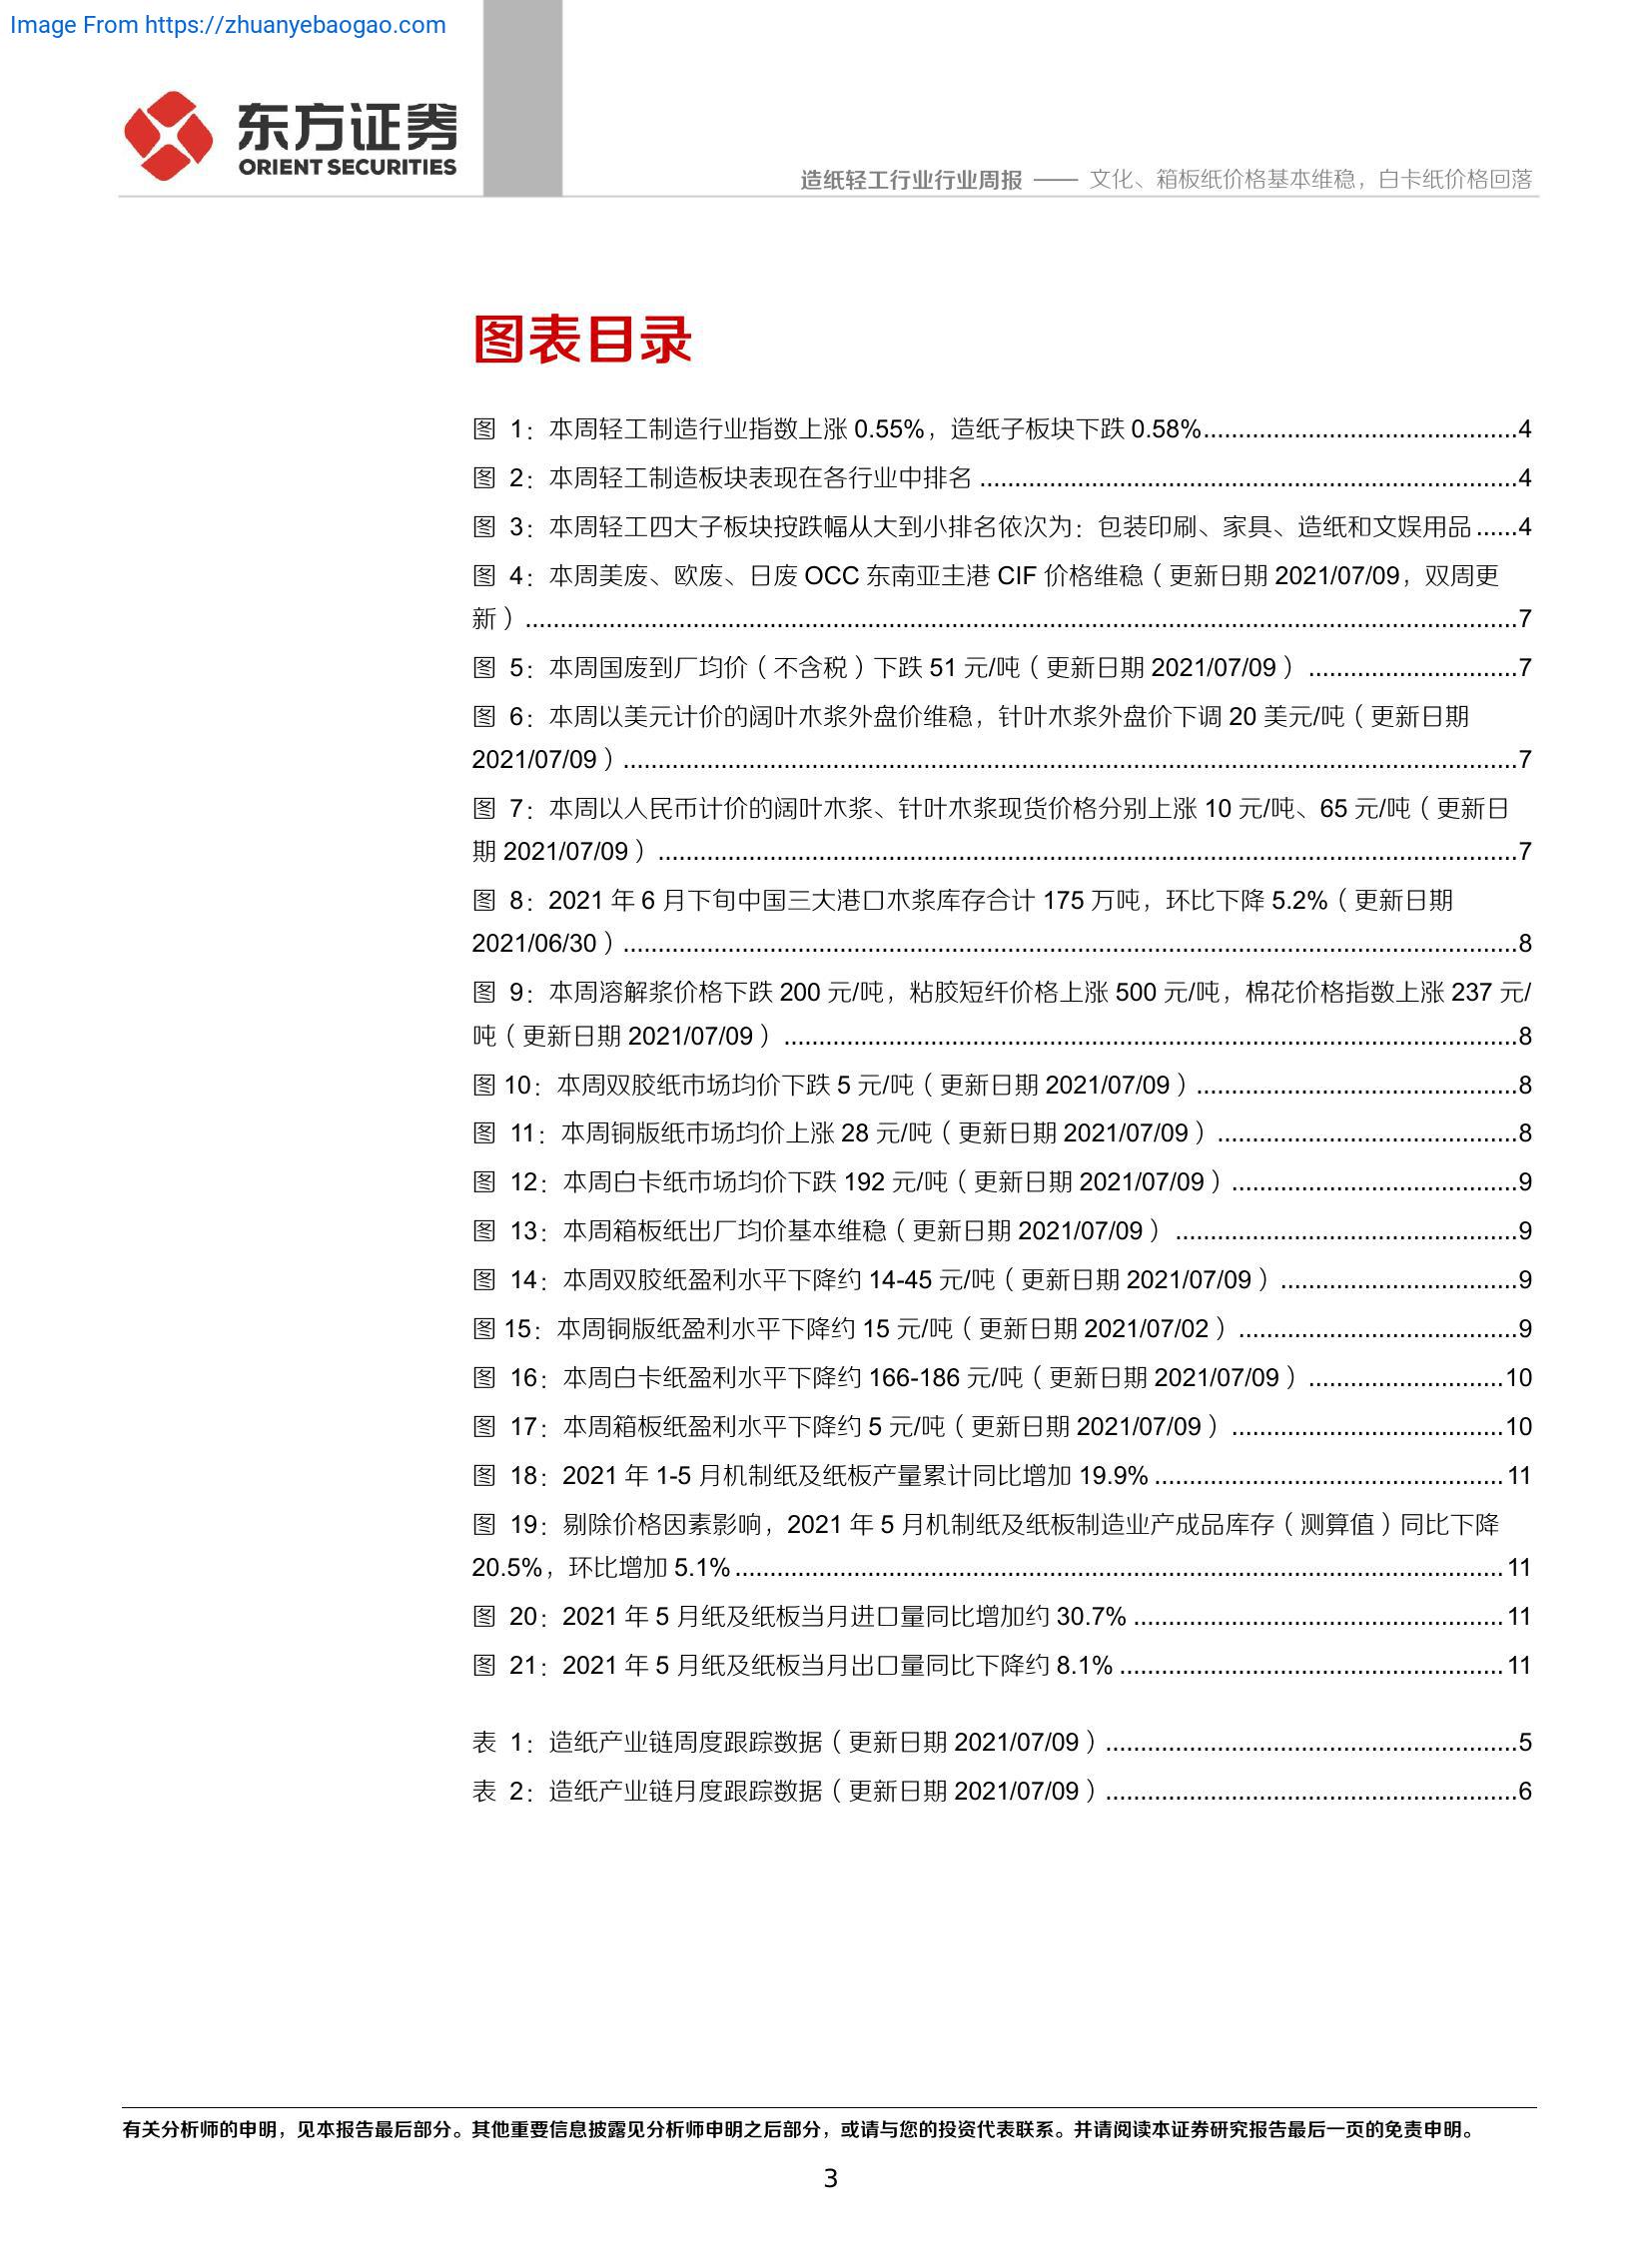 Image From https://zhuanyebaogao.com
东方证券
ORIENT SECURITIES
造纸轻工行业行业周报 —— 文化、箱板纸价格基本维稳，白卡纸价格回落
图表目录
图 1：本周轻工制造行业指数上涨 0.55%，造纸子板块下跌 0.58%.............................................4
图 2：本周轻工制造板块表现在各行业中排名 .............................................................................4
图 3：本周轻工四大子板块按跌幅从大到小排名依次为：包装印刷、家具、造纸和文娱用品 ......4
图 4：本周美废、欧废、日废 OCC 东南亚主港 CIF 价格维稳（更新日期 2021/07/09，双周更
新）..............................................................................................................................................7
图 5：本周国废到厂均价（不含税）下跌 51 元/吨（更新日期 2021/07/09） ..............................7
图 6：本周以美元计价的阔叶木浆外盘价维稳，针叶木浆外盘价下调 20 美元/吨（更新日期
2021/07/09）................................................................................................................................7
图 7：本周以人民币计价的阔叶木浆、针叶木浆现货价格分别上涨 10 元/吨、65 元/吨（更新日
期 2021/07/09） ...........................................................................................................................7
图 8：2021 年 6 月下旬中国三大港口木浆库存合计 175 万吨，环比下降 5.2%（更新日期
2021/06/30）................................................................................................................................8
图 9：本周溶解浆价格下跌 200 元/吨，粘胶短纤价格上涨 500 元/吨，棉花价格指数上涨 237 元/
吨（更新日期 2021/07/09） .........................................................................................................8
图 10：本周双胶纸市场均价下跌 5 元/吨（更新日期 2021/07/09）..............................................8
图 11：本周铜版纸市场均价上涨 28 元/吨（更新日期 2021/07/09） ...........................................8
图 12：本周白卡纸市场均价下跌 192 元/吨（更新日期 2021/07/09） .........................................9
图 13：本周箱板纸出厂均价基本维稳（更新日期 2021/07/09） .................................................9
图 14：本周双胶纸盈利水平下降约 14-45 元/吨（更新日期 2021/07/09）..................................9
图 15：本周铜版纸盈利水平下降约 15 元/吨（更新日期 2021/07/02） ........................................9
图 16：本周白卡纸盈利水平下降约 166-186 元/吨（更新日期 2021/07/09） ............................10
图 17：本周箱板纸盈利水平下降约 5 元/吨（更新日期 2021/07/09） .......................................10
图 18：2021 年 1-5 月机制纸及纸板产量累计同比增加 19.9% ..................................................11
图 19：剔除价格因素影响，2021 年 5 月机制纸及纸板制造业产成品库存（测算值）同比下降
20.5%，环比增加 5.1%..............................................................................................................11
图 20：2021 年 5 月纸及纸板当月进口量同比增加约 30.7% .....................................................11
图 21：2021 年 5 月纸及纸板当月出口量同比下降约 8.1% .......................................................11
表 1：造纸产业链周度跟踪数据（更新日期 2021/07/09）...........................................................5
表 2：造纸产业链月度跟踪数据（更新日期 2021/07/09）...........................................................6
有关分析师的申明，见本报告最后部分。其他重要信息披露见分析师申明之后部分，或请与您的投资代表联系。并请阅读本证券研究报告最后一页的免责申明。
3